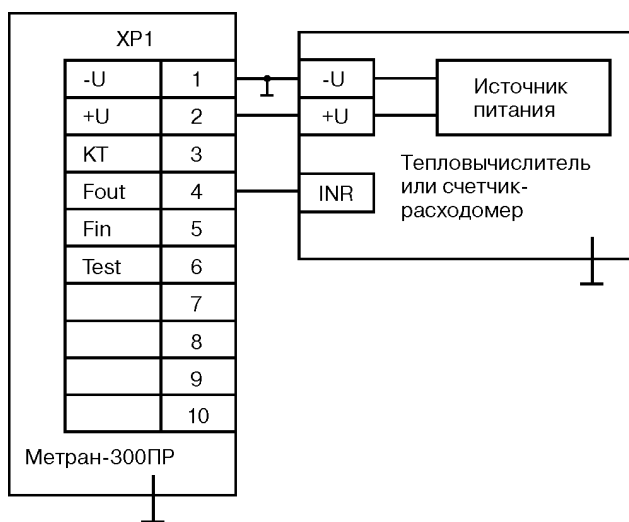 XP1
-U 1
+U 2
КТ 3
Fout 4
Fin 5
Test 6
7
8
9
10
Метран-300ПР
-U
+U
INR
Источник
питания
Тепловычислитель
или счетчик-
расходомер